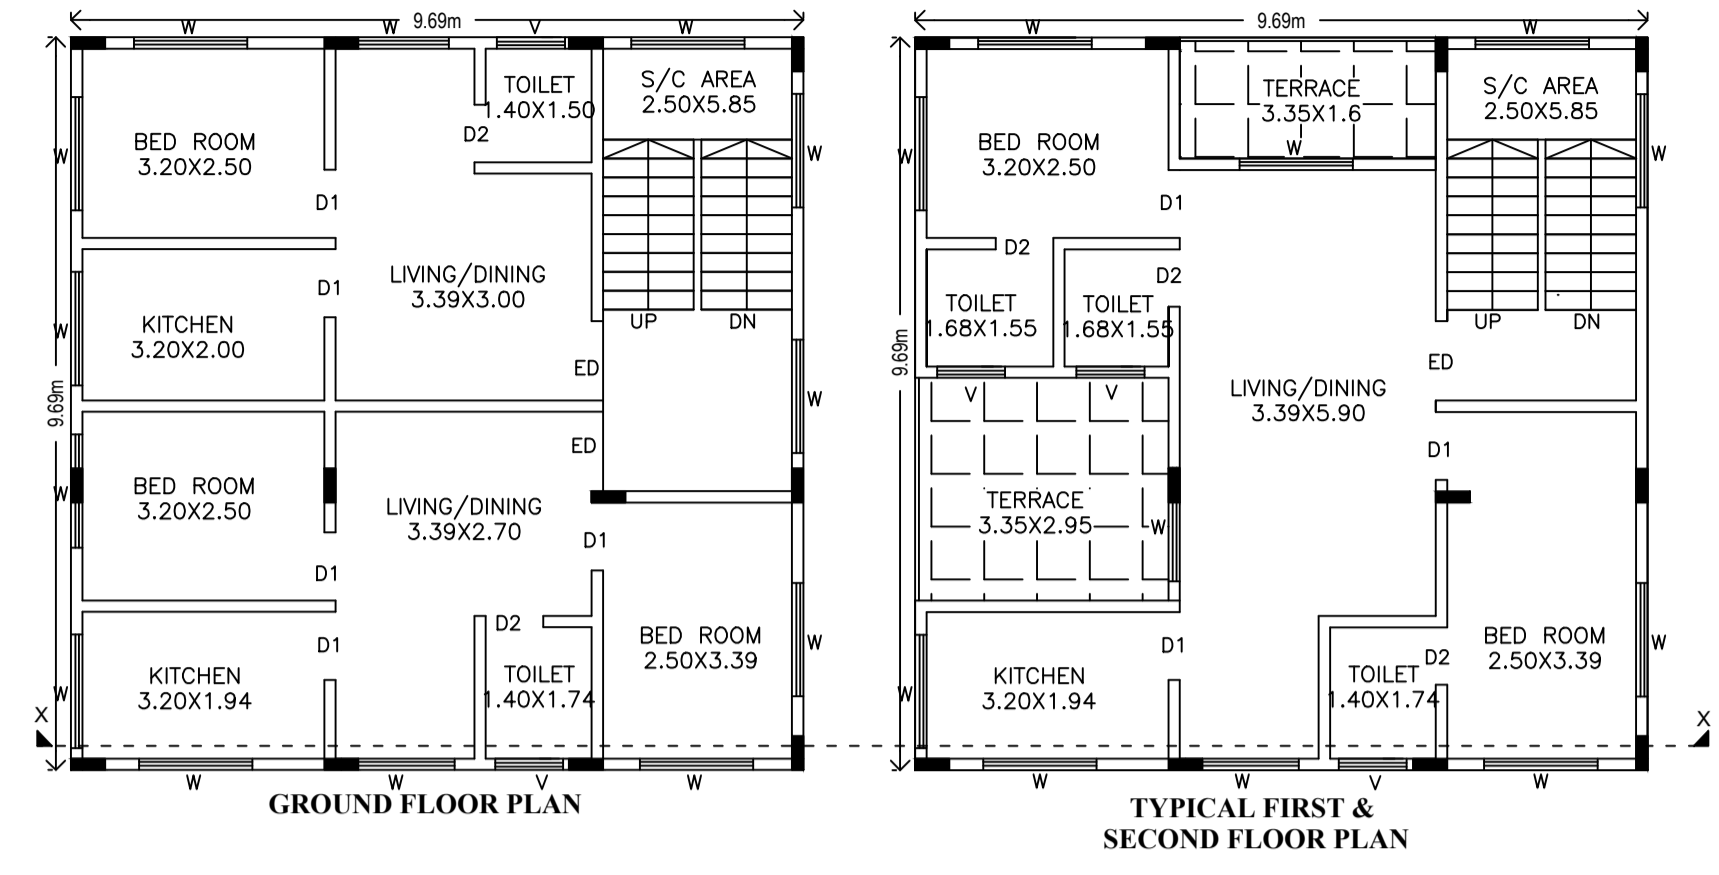 W
W
9.69m
V
W
BED ROOM
3.20X2.50
TOILET
1.40X1.50
S/C AREA
2.50X5.85
D2
W
W
D1
LIVING/DINING
3.39X3.00
D1
KITCHEN
3.20X2.00
W
UP
DN
ED
W
9.69m
ED
BED ROOM
3.20X2.50
W
LIVING/DINING
3.39X2.70
D1
D1
D2
D1
BED ROOM
2.50X3.39
W
KITCHEN
3.20X1.94
W
TOILET
1.40X1.74
X
W
W
V
W
GROUND FLOOR PLAN
W
9.69m
W
BED ROOM
3.20X2.50
TERRACE
3.35X1.6
W
S/C AREA
2.50X5.85
W
W
D1
D2
D2
TOILET
1.68X1.55
TOILET
1.68X1.55
UP
DN
9.69m
ED
V
V
LIVING/DINING
3.39X5.90
D1
TERRACE
3.35X2.95
W
D1
BED ROOM
2.50X3.39
W
D2
KITCHEN
3.20X1.94
W
TOILET
1.40X1.74
X
W
W
V
W
TYPICAL FIRST &
SECOND FLOOR PLAN